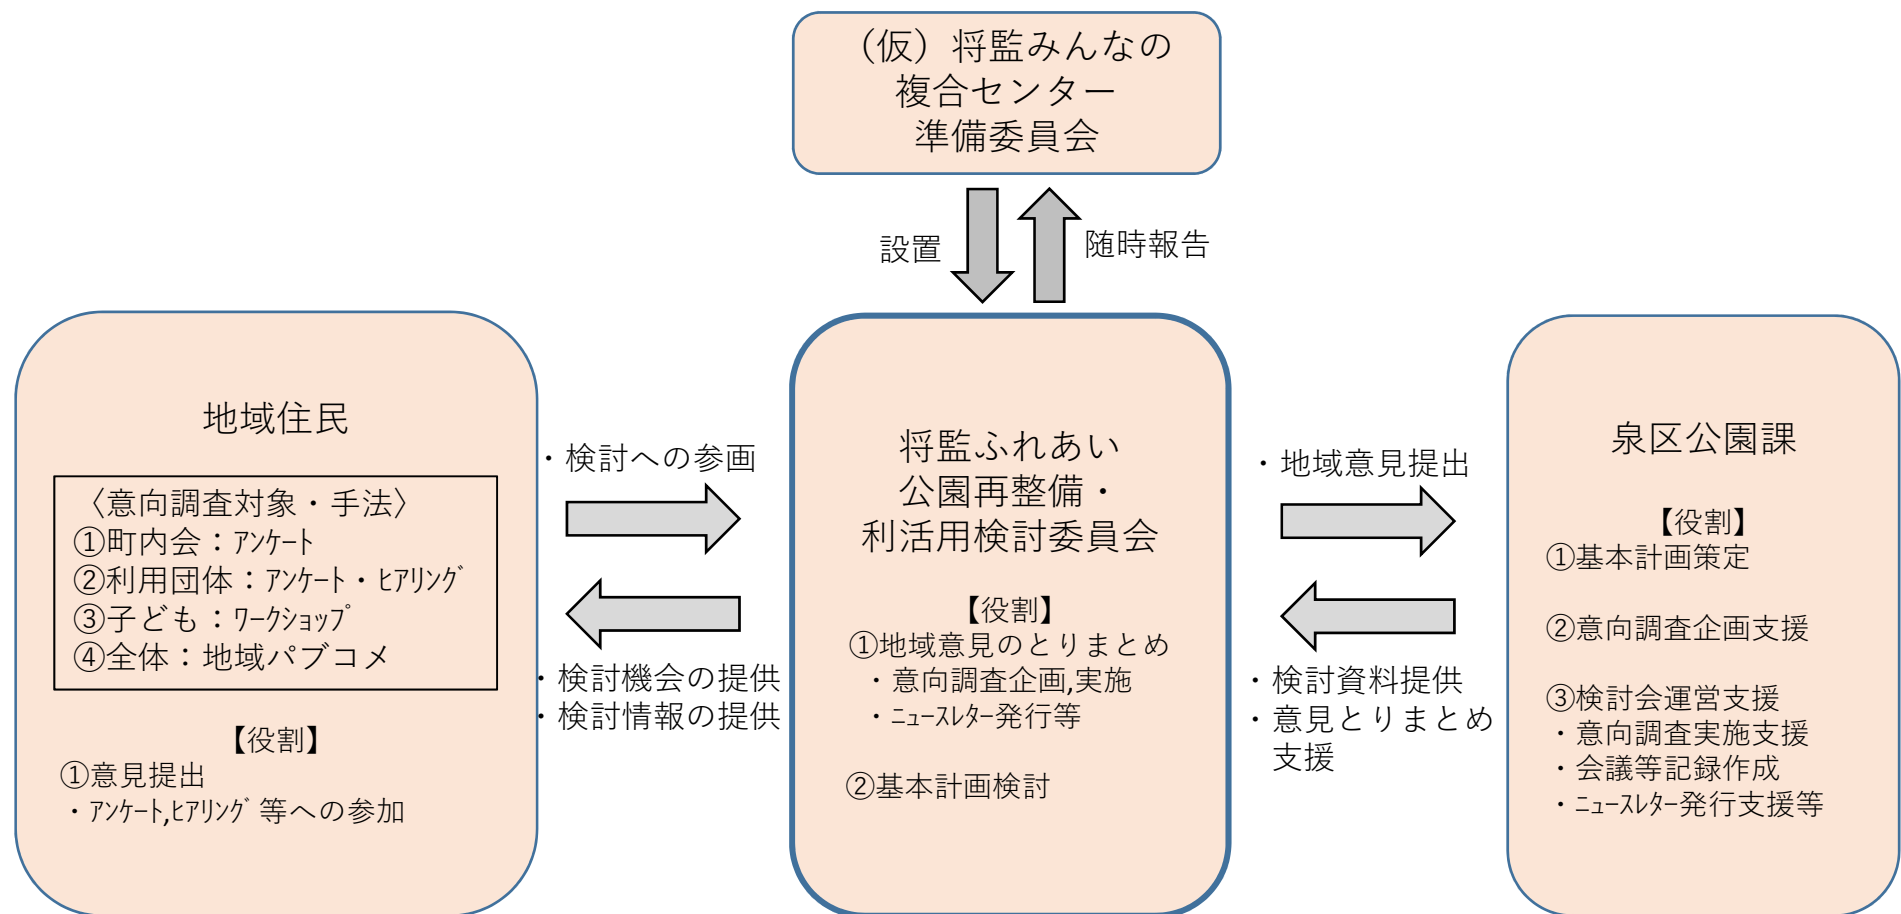 （仮）将監みんなの
複合センター
準備委員会
設置
随時報告
地域住民
〈意向調査対象・手法〉
①町内会：ｱﾝｹｰﾄ
②利用団体：ｱﾝｹｰﾄ・ﾋｱﾘﾝｸﾞ
③子ども：ﾜｰｸｼｮｯﾌﾟ
④全体：地域パブコメ
【役割】
①意見提出
・ｱﾝｹｰﾄ,ﾋｱﾘﾝｸﾞ等への参加
・検討への参画
・検討機会の提供
・検討情報の提供
将監ふれあい
公園再整備・
利活用検討委員会
【役割】
①地域意見のとりまとめ
・意向調査企画,実施
・ﾆｭｰｽﾚﾀｰ発行等
②基本計画検討
・地域意見提出
・検討資料提供
・意見とりまとめ
支援
泉区公園課
【役割】
①基本計画策定
②意向調査企画支援
③検討会運営支援
・意向調査実施支援
・会議等記録作成
・ﾆｭｰｽﾚﾀｰ発行支援等